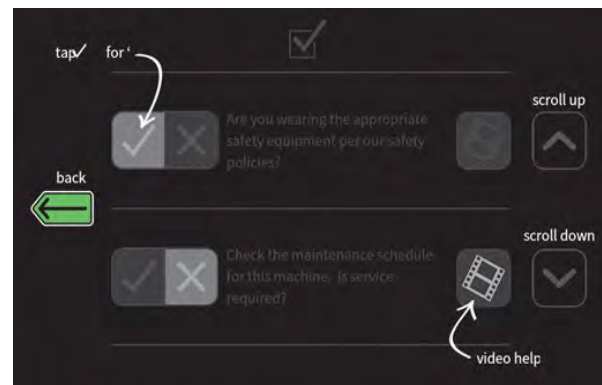 tap✓ for ‘
scroll up
Are you wearing the appropriate
safety equipment per our safety
policies?
back
scroll down
Check the maintenance schedule
for this machine. Is service
required?
video help